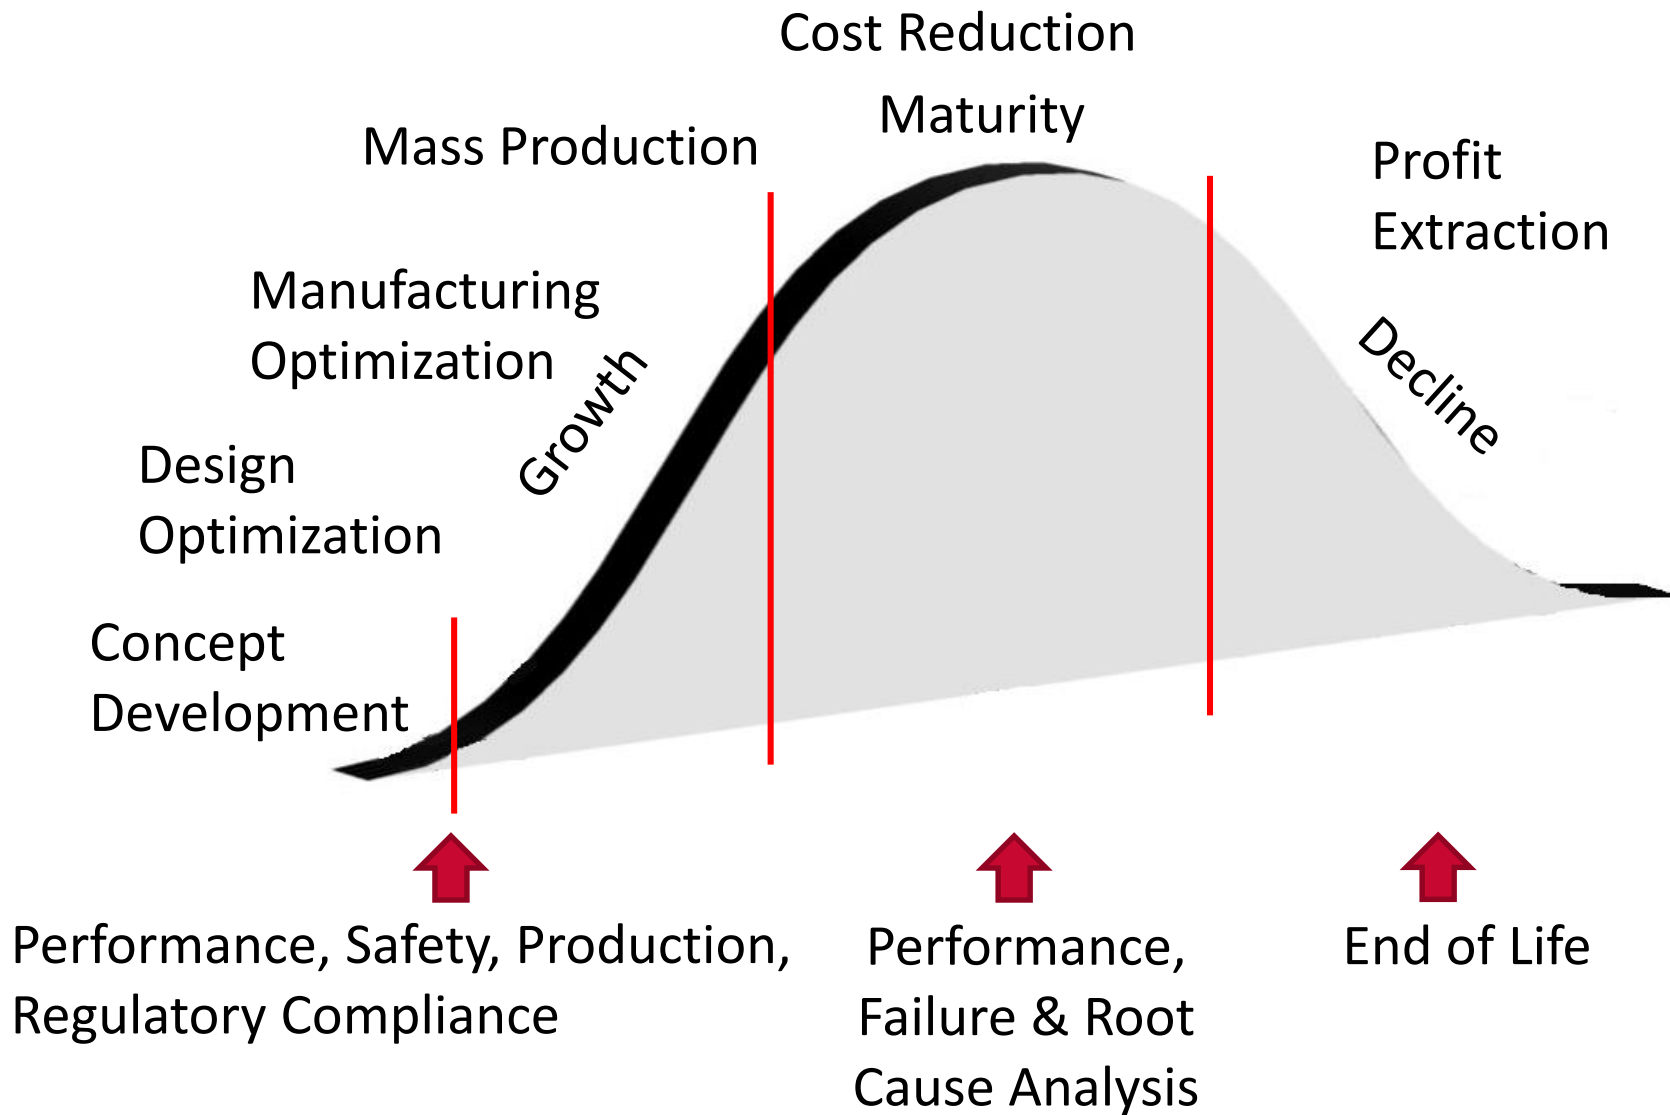 Cost Reduction
Maturity
Mass Production
Profit
Extraction
Manufacturing
Optimization
Growth
Decline
Design
Optimization
Concept
Development
Performance, Safety, Production,
Regulatory Compliance
Performance,
Failure & Root
Cause Analysis
End of Life